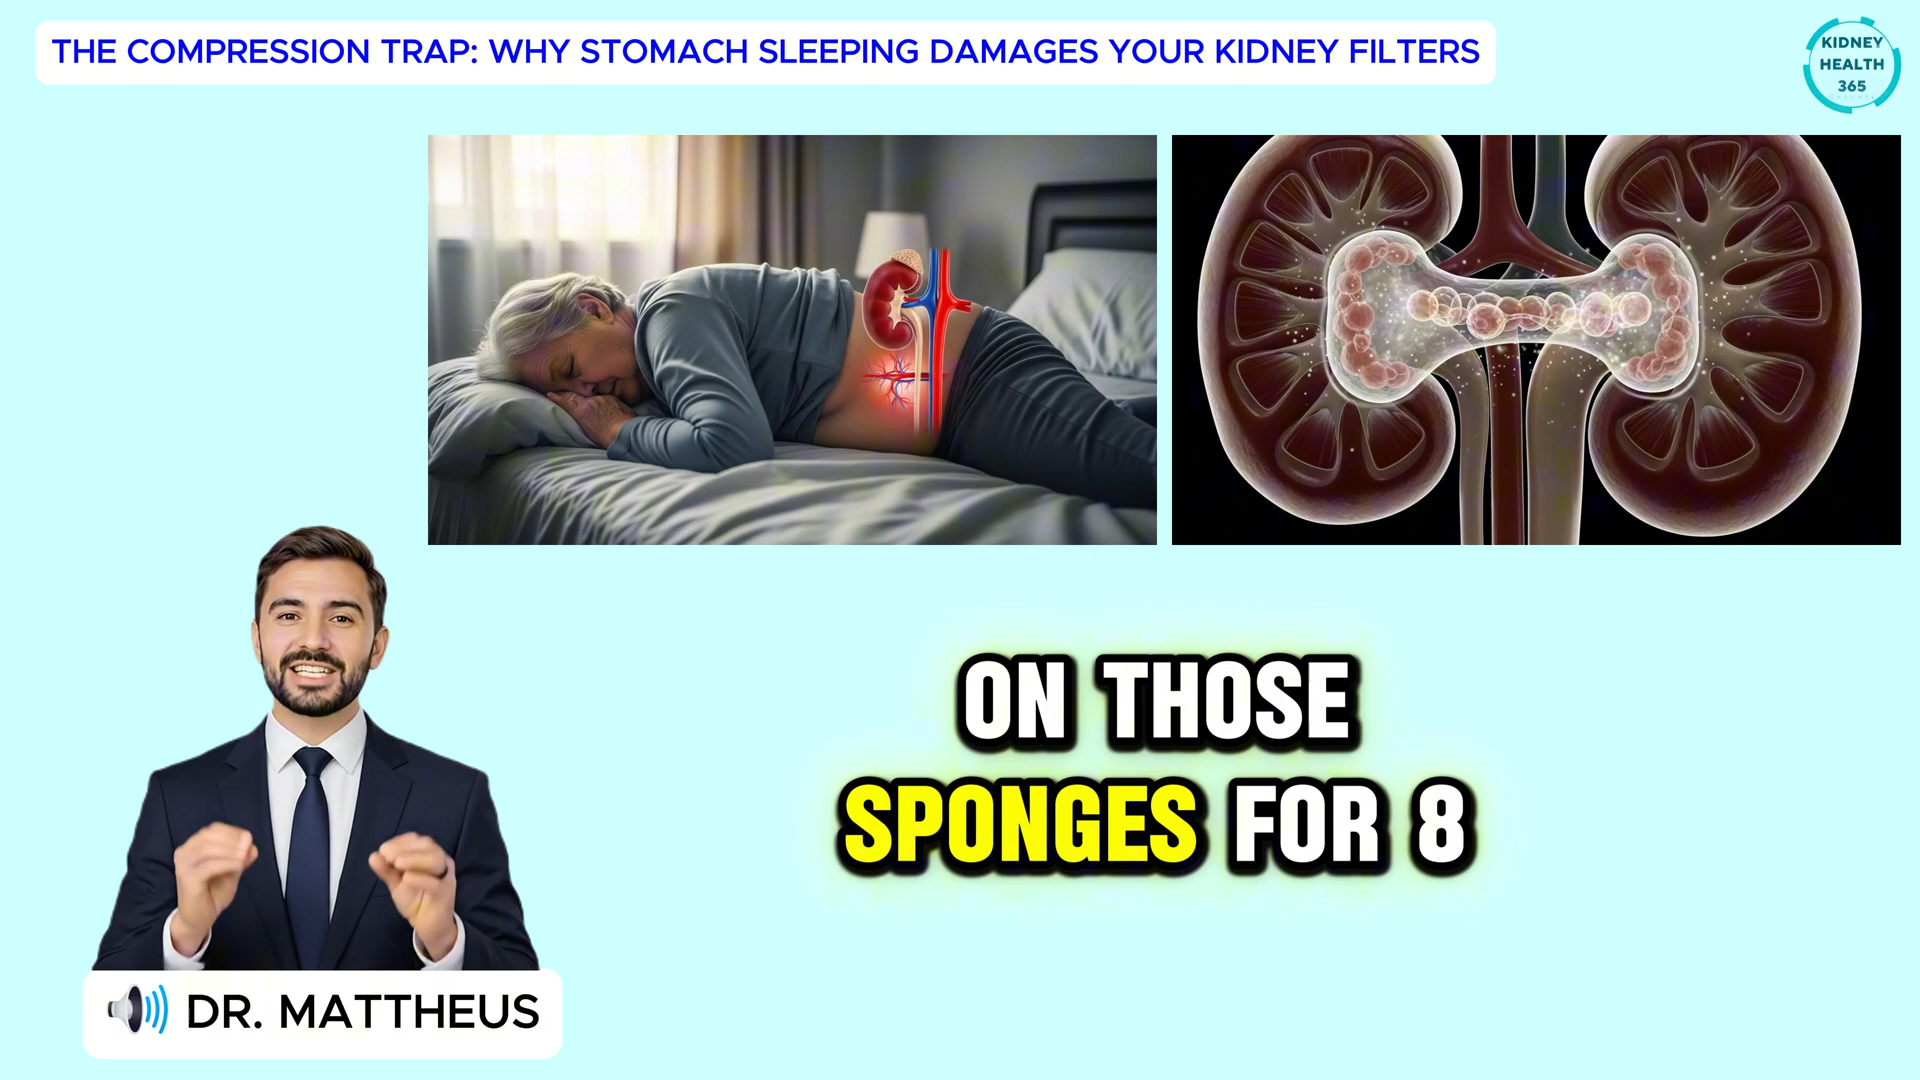 THE COMPRESSION TRAP: WHY STOMACH SLEEPING DAMAGES YOUR KIDNEY FILTERS
KIDNEY
HEALTH
365
ON THOSE
SPONGES FOR 8
DR. MATTHEUS